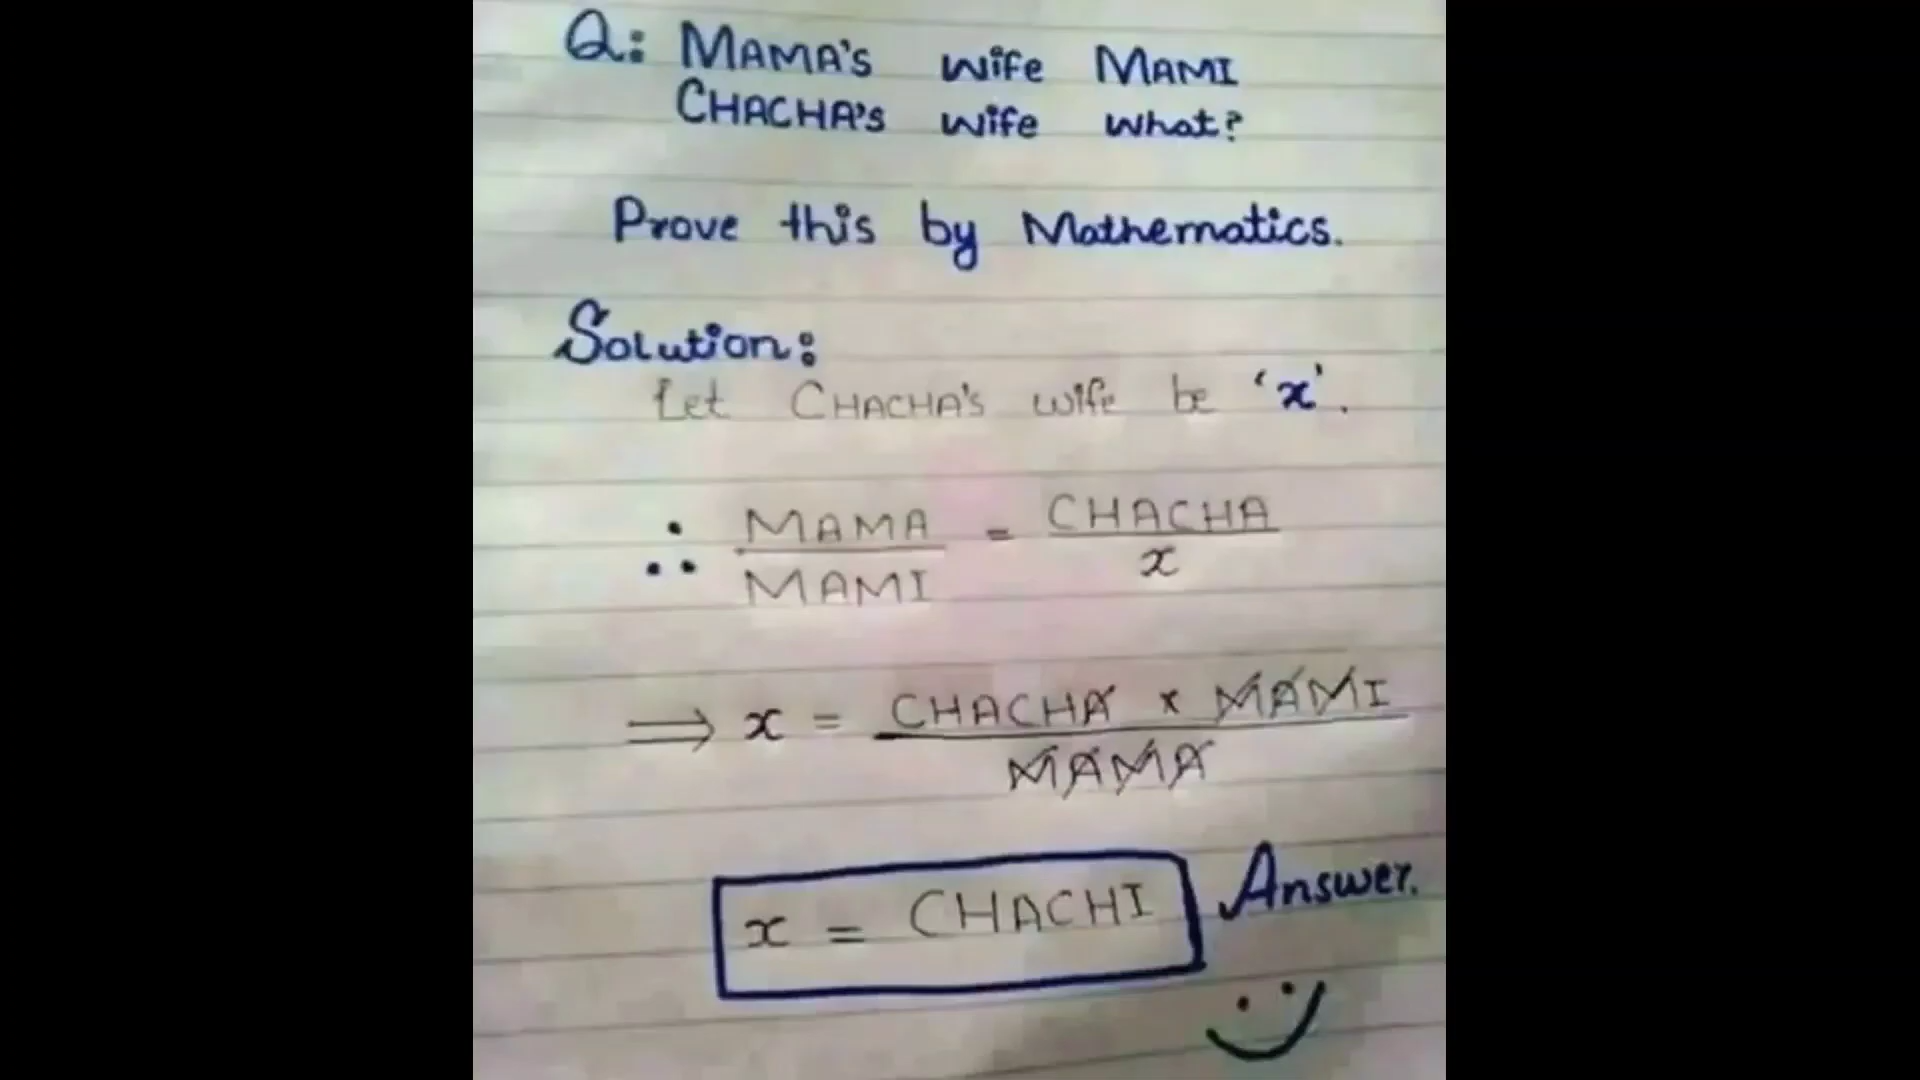 Q: MAMA's wife MAMI
CHACHA's wife what?
Prove this by Mathematics.
Solution:
Let CHACHA's wife be 'x'.
∴ MAMA/MAMI = CHACHA/x
⟹ x = CHACHA × MAMI/MAMA
x = CHACHI Answer.